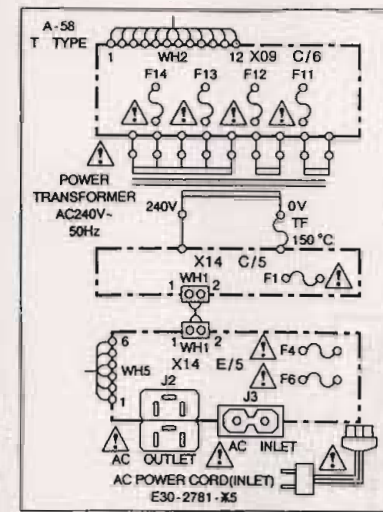 A-58
T TYPE
1 WH2 12 X09 C/6
F14 F13 F12 F11
POWER
TRANSFORMER
AC240V~
50Hz
240V 0V
TF
150°C
X14 C/5
WH1
1 2
F1
1 2
WH1
X14 E/5
6
WH5
1
F4
F6
J2
J3
AC OUTLET
AC INLET
AC POWER CORD(INLET)
E30-2781-X5